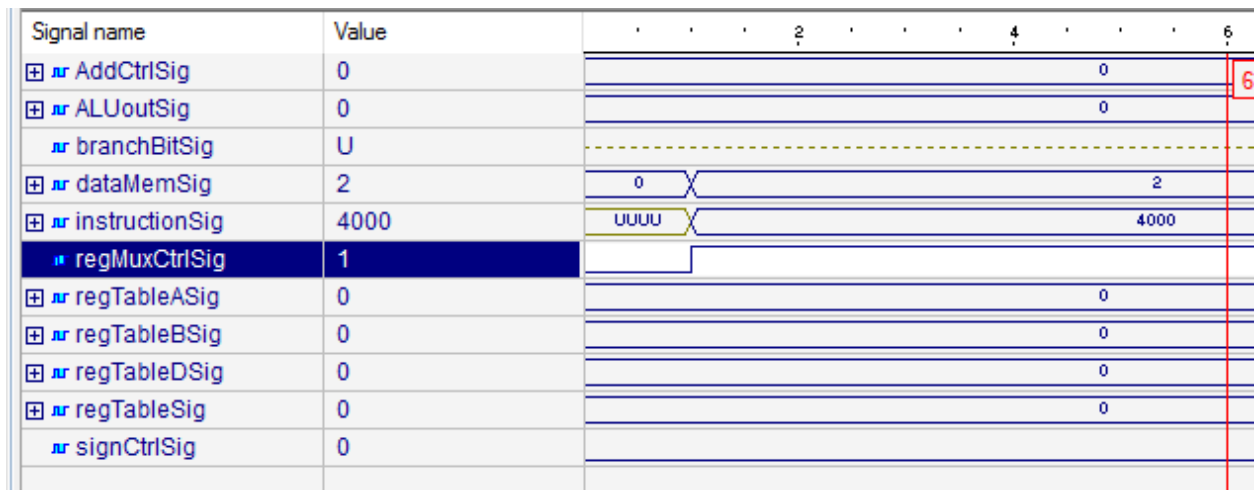 Signal name Value 2 4 6
AddCtrlSig 0 0 6
ALUoutSig 0 0
branchBitSig U
dataMemSig 2 0 2
instructionSig 4000 UUUU 4000
regMuxCtrlSig 1
regTableASig 0 0
regTableBSig 0 0
regTableDSig 0 0
regTableSig 0 0
signCtrlSig 0